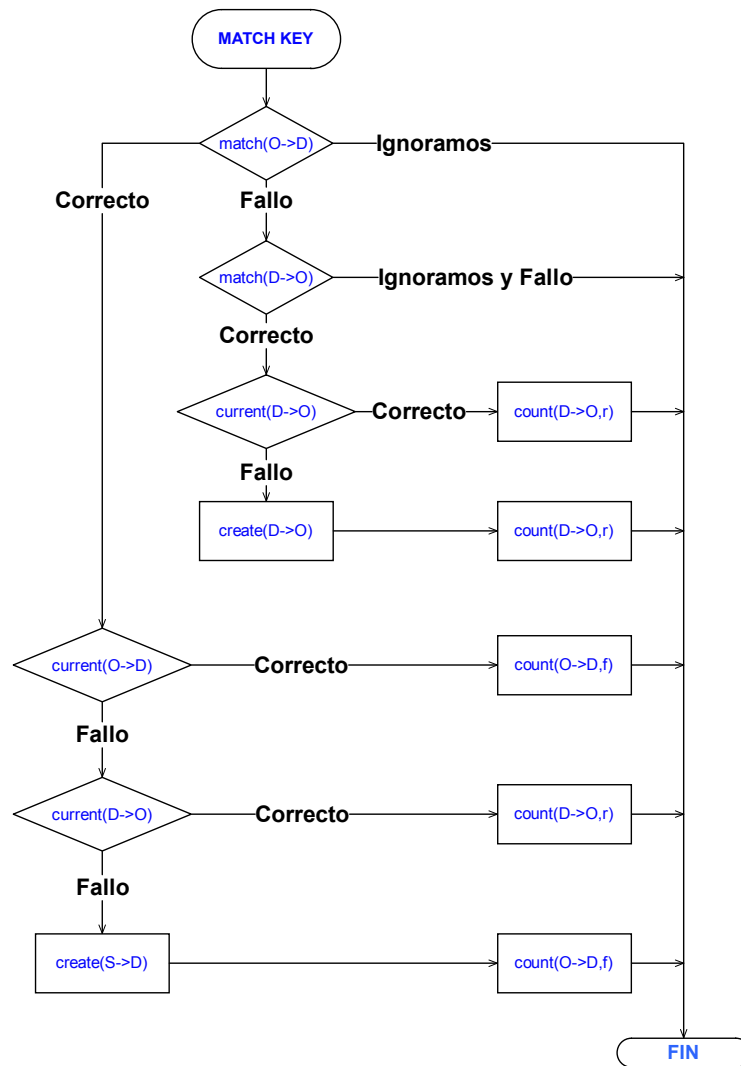 MATCH KEY
match(O->D)
Ignoramos
Correcto
Fallo
match(D->O)
Ignoramos y Fallo
Correcto
current(D->O)
Correcto
count(D->O,r)
Fallo
create(D->O)
count(D->O,r)
current(O->D)
Correcto
count(O->D,f)
Fallo
current(D->O)
Correcto
count(D->O,r)
Fallo
create(S->D)
count(O->D,f)
FIN